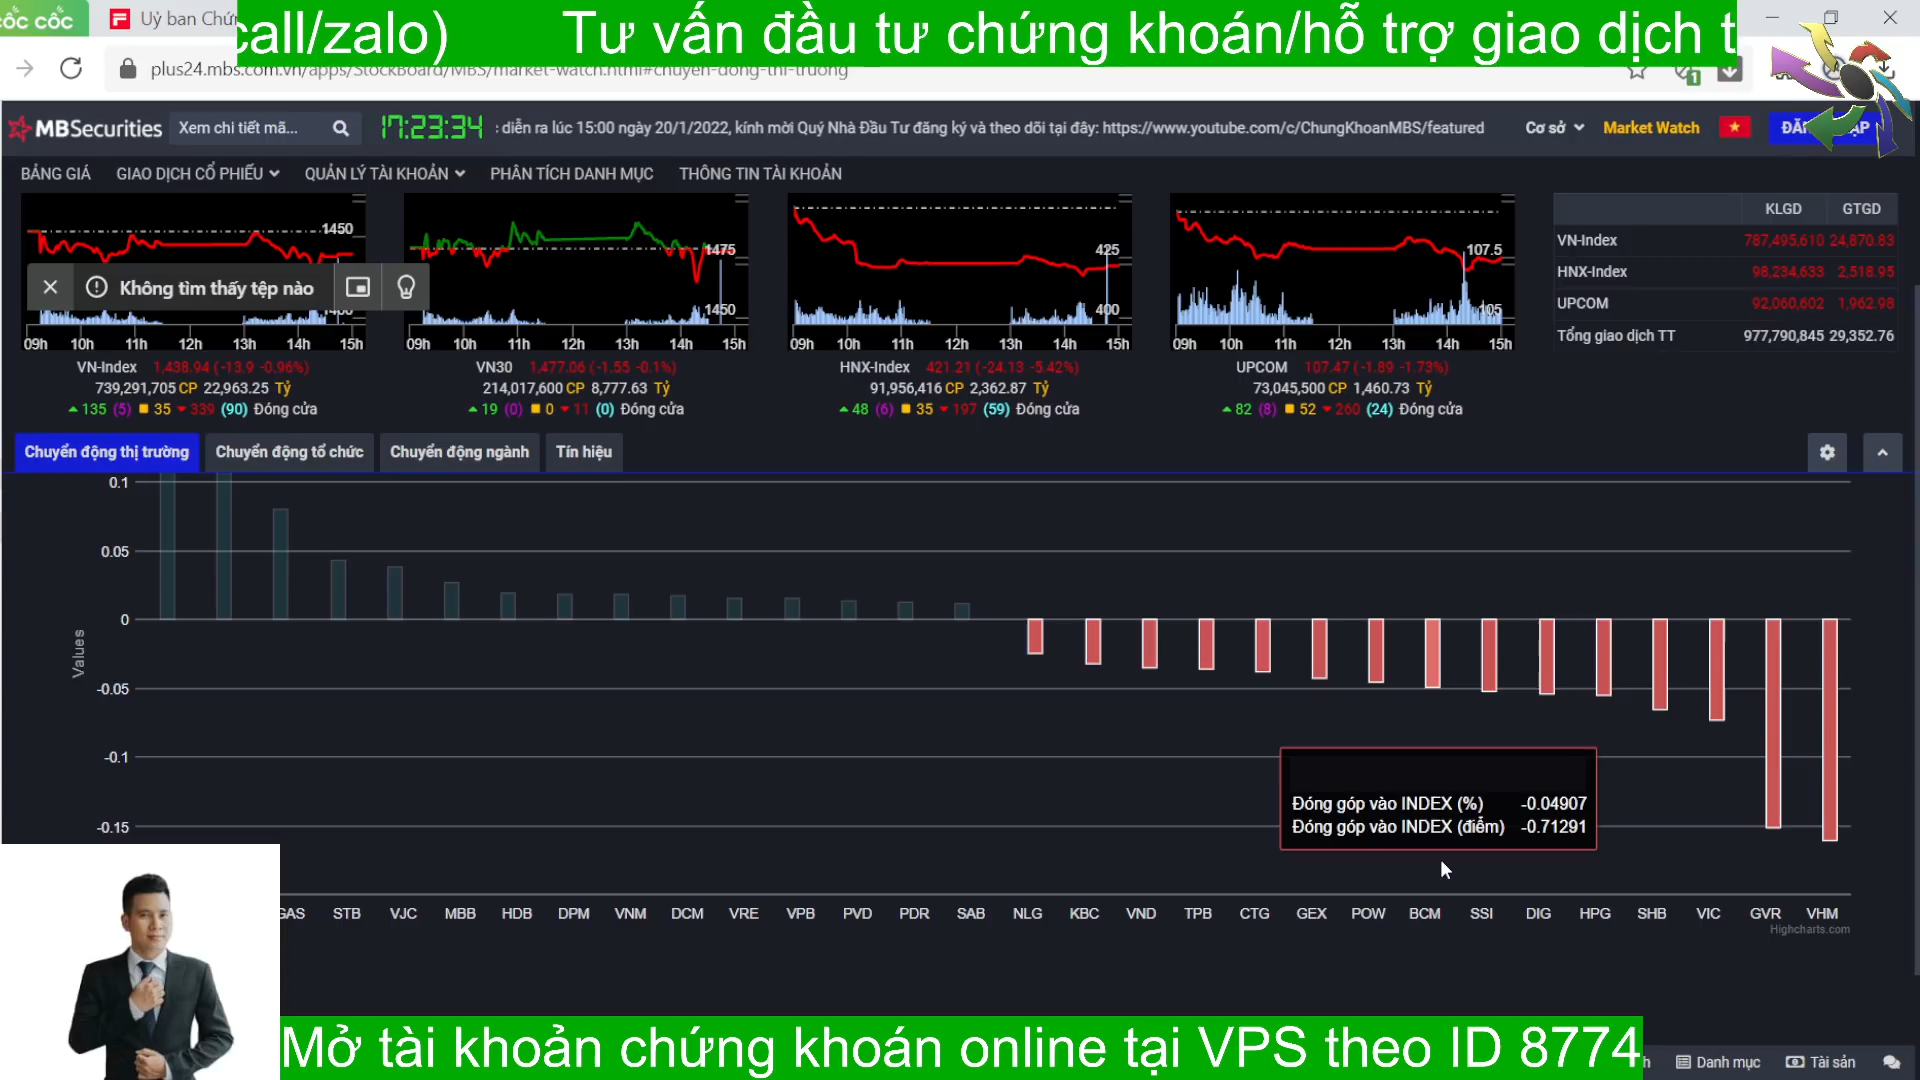 cốc cốc
Uỷ ban Chứn
call/zalo) Tư vấn đầu tư chứng khoán/hỗ trợ giao dịch t
plus24.mbs.com.vn/apps/StockBoard/MBS/market-watch.html#chuyen-dong-thi-truong
1
MBSecurities
Xem chi tiết mã...
17:23:34
: diễn ra lúc 15:00 ngày 20/1/2022, kính mời Quý Nhà Đầu Tư đăng ký và theo dõi tại đây: https://www.youtube.com/c/ChungKhoanMBS/featured
Cơ sở
Market Watch
BẢNG GIÁ GIAO DỊCH CỔ PHIẾU QUẢN LÝ TÀI KHOẢN PHÂN TÍCH DANH MỤC THÔNG TIN TÀI KHOẢN
1450
09h 10h 11h 12h 13h 14h 15h
1475
1450
09h 10h 11h 12h 13h 14h 15h
425
400
09h 10h 11h 12h 13h 14h 15h
107.5
105
09h 10h 11h 12h 13h 14h 15h
Không tìm thấy tệp nào
KLGD GTGD
VN-Index 787,495,610 24,870.83
HNX-Index 98,234,633 2,518.95
UPCOM 92,060,602 1,962.98
Tổng giao dịch TT 977,790,845 29,352.76
VN-Index 1,438.94 (-13.9 -0.96%)
739,291,705 CP 22,963.25 Tỷ
135 (5) 35 339 (90) Đóng cửa
VN30 1,477.06 (-1.55 -0.1%)
214,017,600 CP 8,777.63 Tỷ
19 (0) 0 11 (0) Đóng cửa
HNX-Index 421.21 (-24.13 -5.42%)
91,956,416 CP 2,362.87 Tỷ
48 (6) 35 197 (59) Đóng cửa
UPCOM 107.47 (-1.89 -1.73%)
73,045,500 CP 1,460.73 Tỷ
82 (8) 52 260 (24) Đóng cửa
Chuyển động thị trường Chuyển động tổ chức Chuyển động ngành Tín hiệu
0.1
0.05
0
-0.05
-0.1
-0.15
Values
Đóng góp vào INDEX (%) -0.04907
Đóng góp vào INDEX (điểm) -0.71291
GAS STB VJC MBB HDB DPM VNM DCM VRE VPB PVD PDR SAB NLG KBC VND TPB CTG GEX POW BCM SSI DIG HPG SHB VIC GVR VHM
Highcharts.com
Mở tài khoản chứng khoán online tại VPS theo ID 8774
Danh mục Tài sản